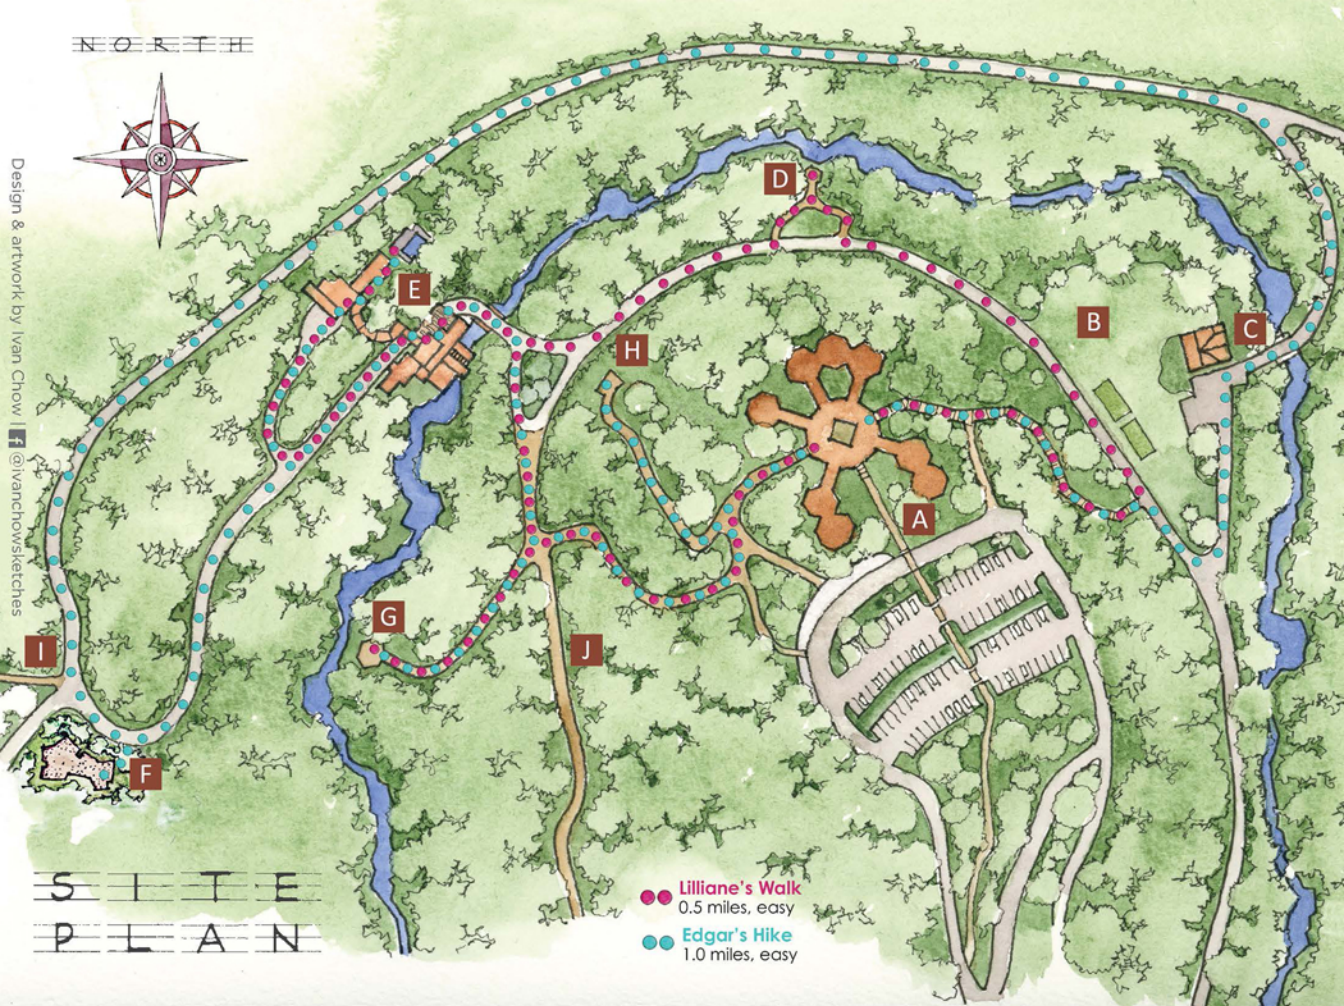 NORTH
Design & artwork by Ivan Chow | f @ivanchowsketches
D
E
B
C
H
A
G
I
J
F
SITE
PLAN
Lilliane's Walk
0.5 miles, easy
Edgar's Hike
1.0 miles, easy